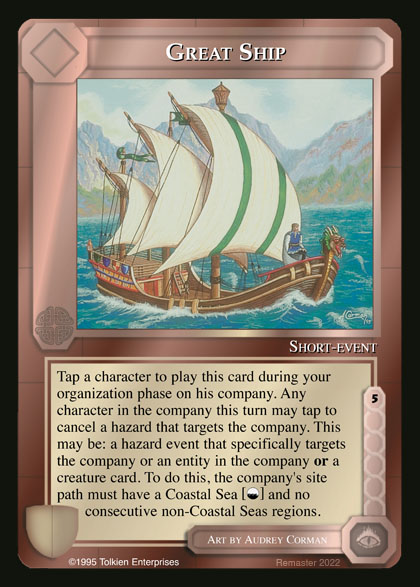 Great Ship
Short-event
Tap a character to play this card during your
organization phase on his company. Any
character in the company this turn may tap to
cancel a hazard that targets the company. This
may be: a hazard event that specifically targets
the company or an entity in the company or a
creature card. To do this, the company's site
path must have a Coastal Sea [] and no
consecutive non-Coastal Seas regions.
5
Art by Audrey Corman
©1995 Tolkien Enterprises
Remaster 2022